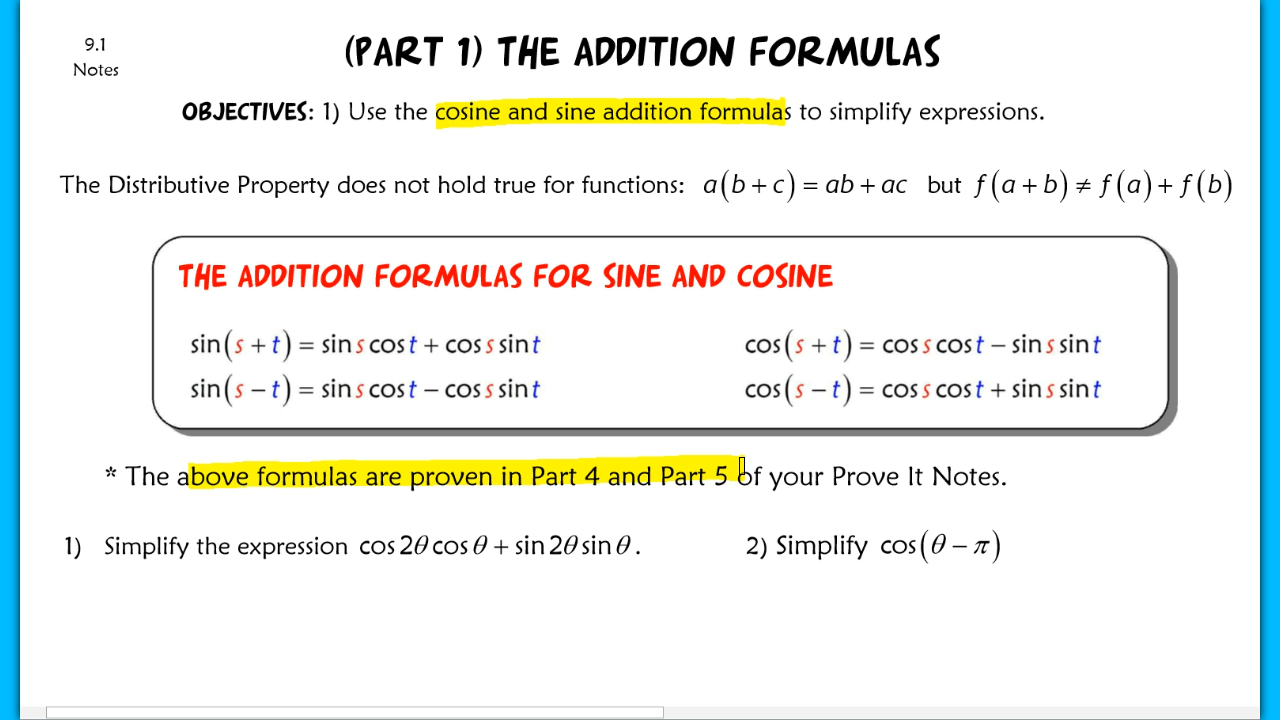 9.1
Notes
(PART 1) THE ADDITION FORMULAS
OBJECTIVES: 1) Use the cosine and sine addition formulas to simplify expressions.
The Distributive Property does not hold true for functions: a(b + c) = ab + ac but f(a + b) ≠ f(a) + f(b)
THE ADDITION FORMULAS FOR SINE AND COSINE
sin(s + t) = sin s cos t + cos s sin t cos(s + t) = cos s cos t − sin s sin t
sin(s − t) = sin s cos t − cos s sin t cos(s − t) = cos s cos t + sin s sin t
* The above formulas are proven in Part 4 and Part 5 of your Prove It Notes.
1) Simplify the expression cos 2θ cos θ + sin 2θ sin θ. 2) Simplify cos(θ − π)